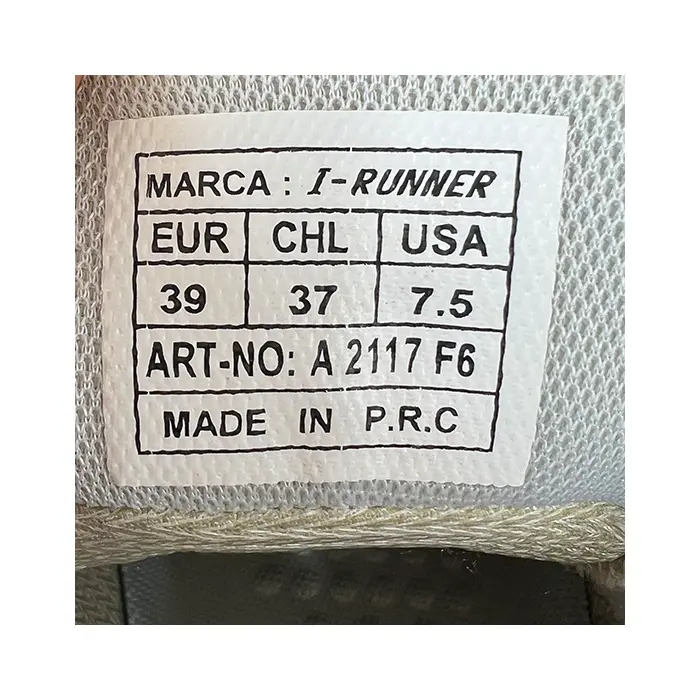 MARCA : I-RUNNER
EUR CHL USA
39 37 7.5
ART-NO: A 2117 F6
MADE IN P.R.C